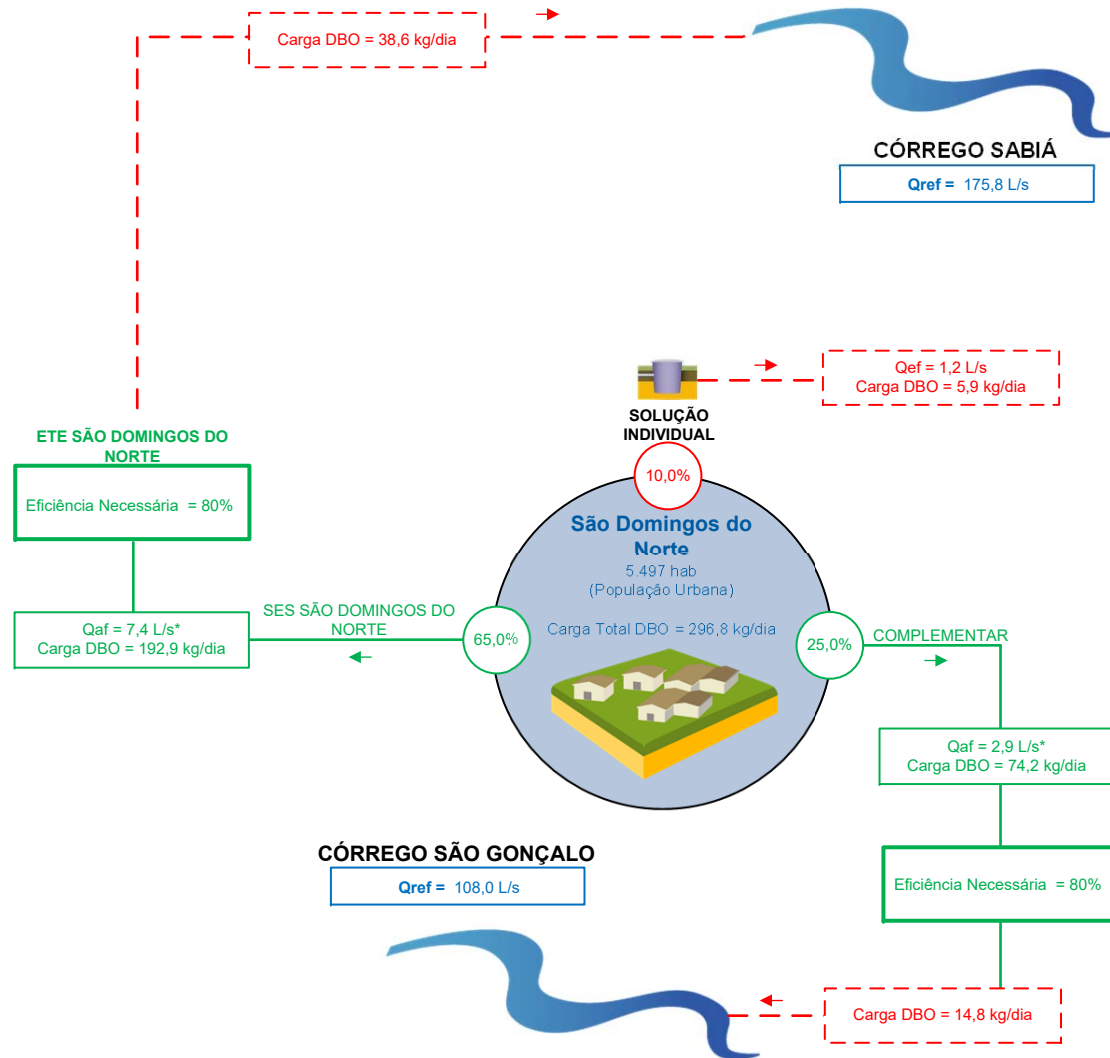 Carga DBO = 38,6 kg/dia
CÓRREGO SABIÁ
Qref = 175,8 L/s
Qef = 1,2 L/s
Carga DBO = 5,9 kg/dia
SOLUÇÃO
INDIVIDUAL
10,0%
ETE SÃO DOMINGOS DO
NORTE
Eficiência Necessária = 80%
São Domingos do
Norte
5.497 hab
(População Urbana)
Carga Total DBO = 296,8 kg/dia
SES SÃO DOMINGOS DO
NORTE
65,0%
Qaf = 7,4 L/s*
Carga DBO = 192,9 kg/dia
25,0%
COMPLEMENTAR
Qaf = 2,9 L/s*
Carga DBO = 74,2 kg/dia
CÓRREGO SÃO GONÇALO
Qref = 108,0 L/s
Eficiência Necessária = 80%
Carga DBO = 14,8 kg/dia